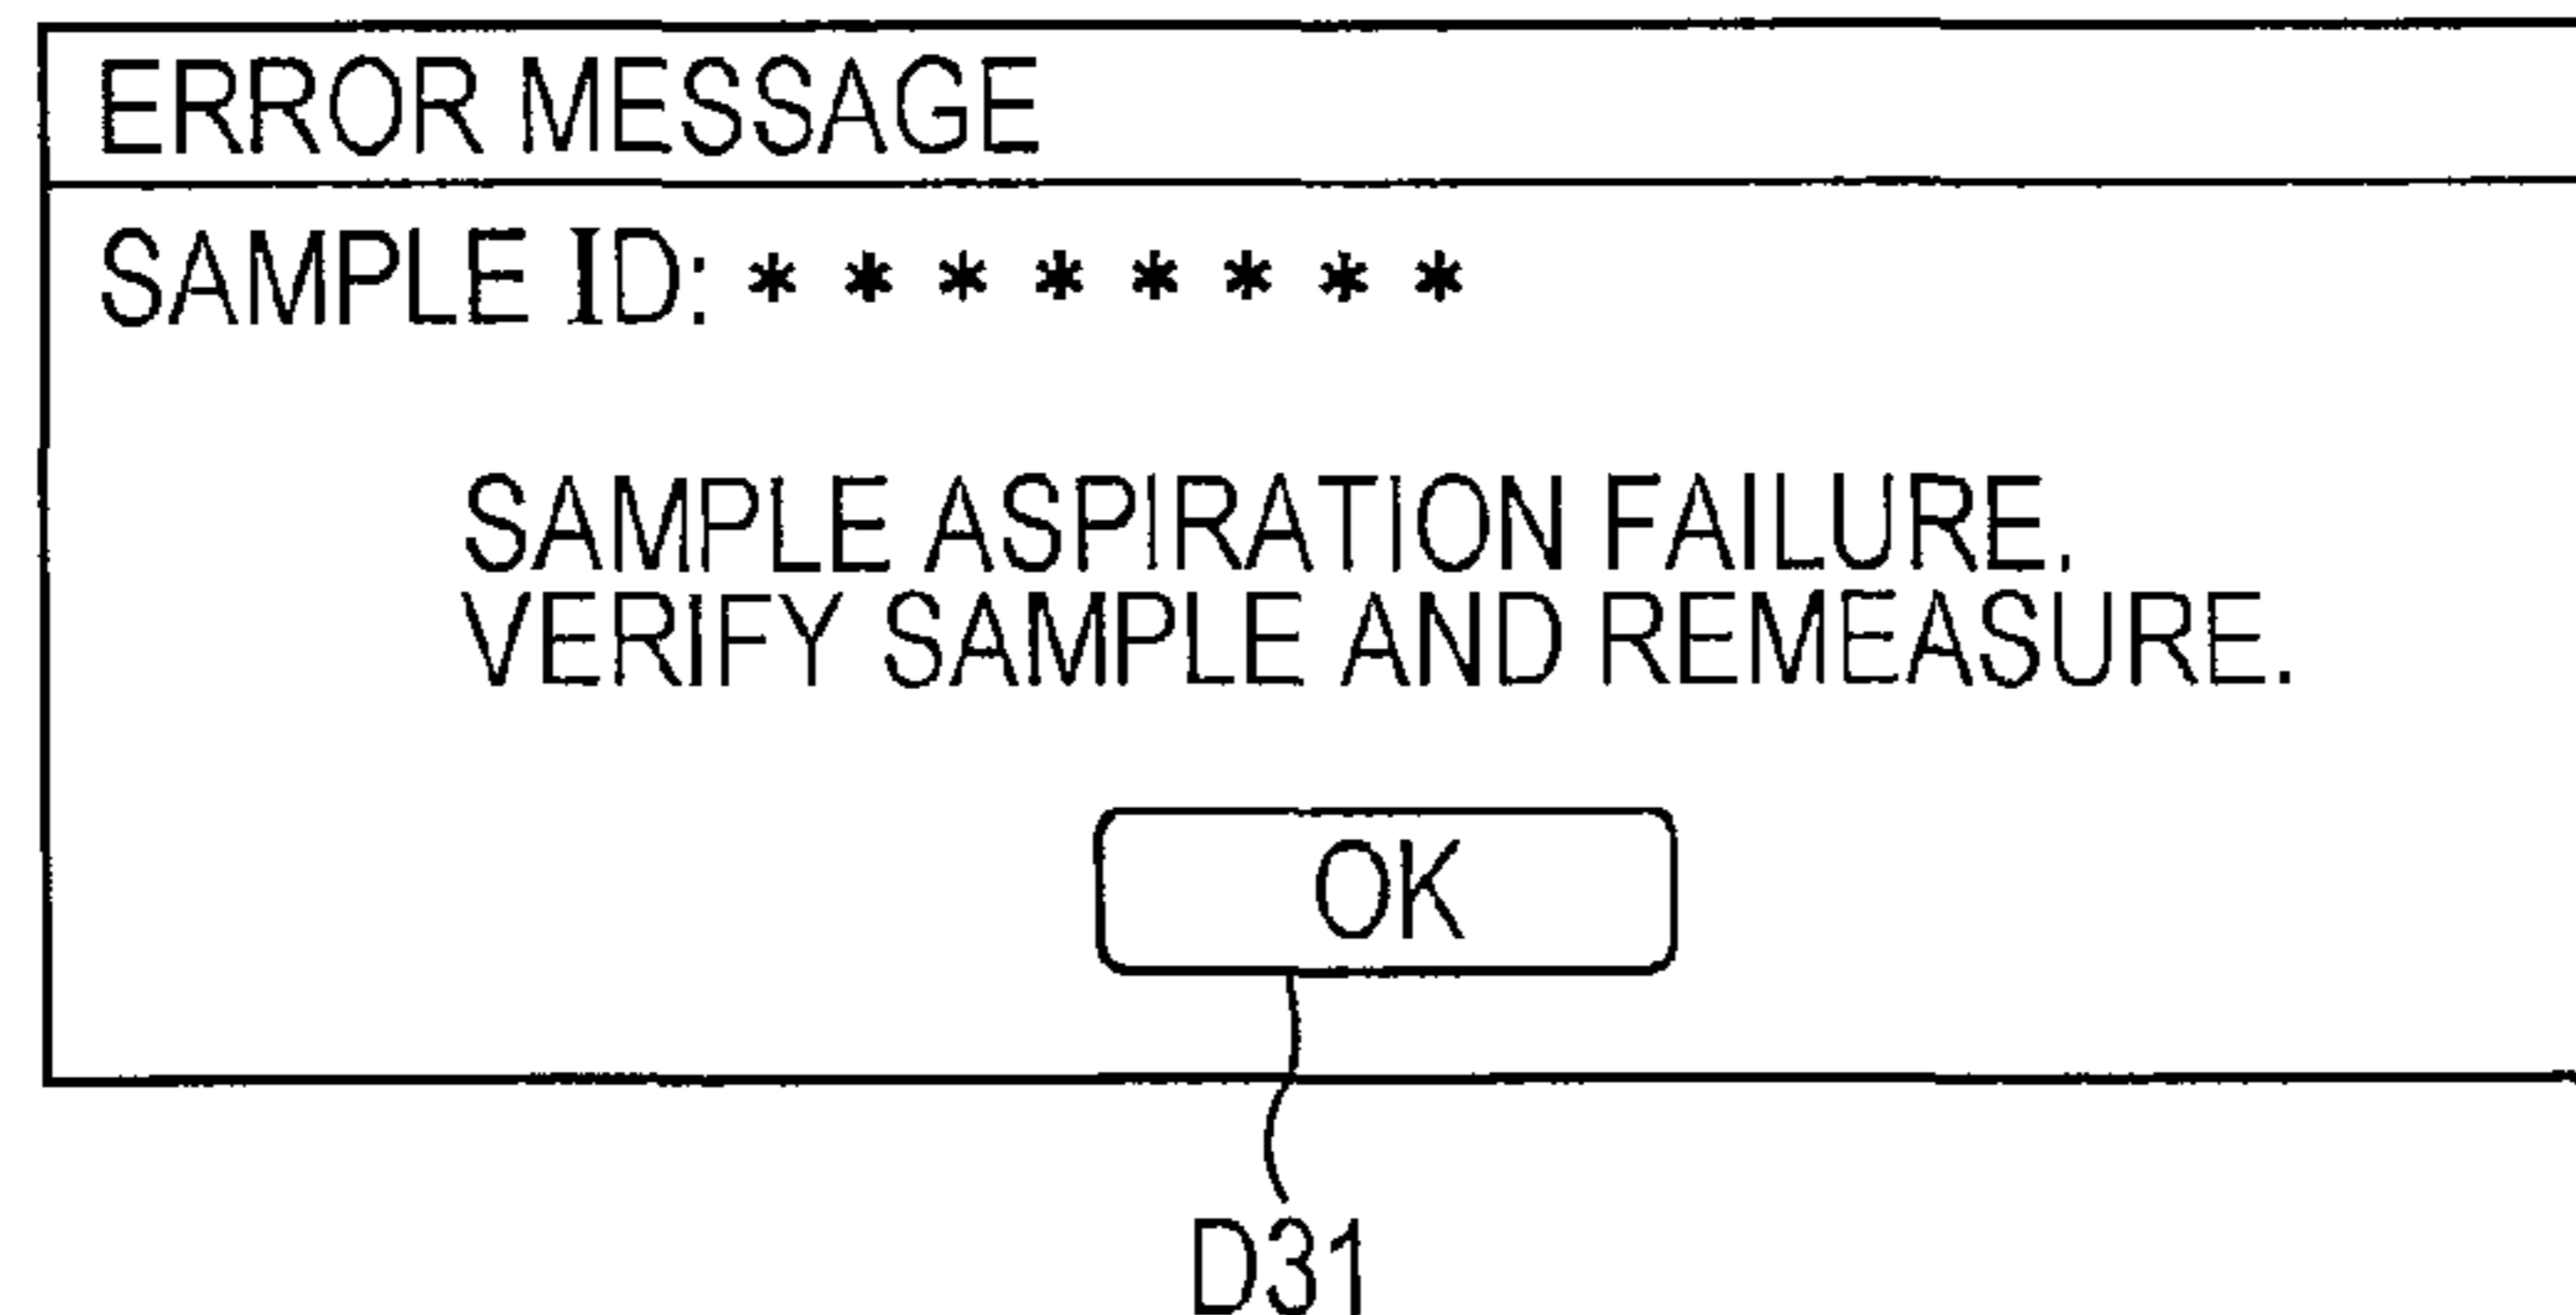 ERROR MESSAGE
SAMPLE ID: * * * * * * * *
SAMPLE ASPIRATION FAILURE.
VERIFY SAMPLE AND REMEASURE.
OK
D31